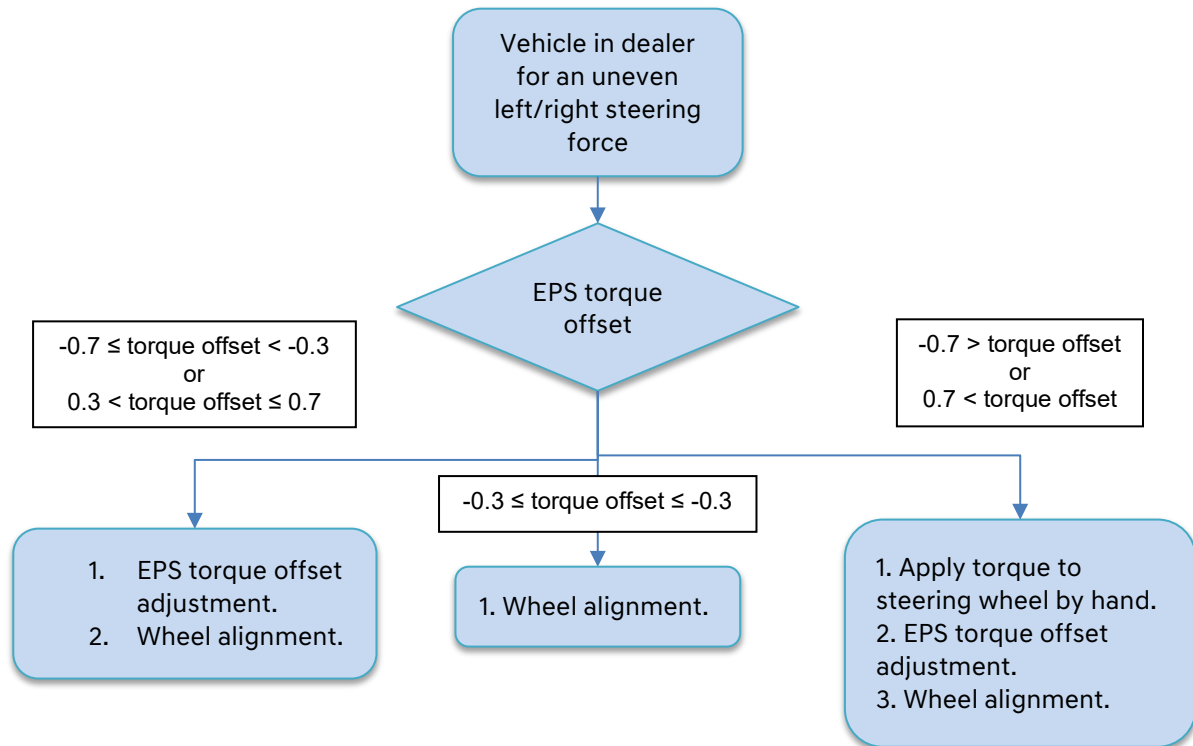 Vehicle in dealer
for an uneven
left/right steering
force
EPS torque
offset
-0.7 ≤ torque offset < -0.3
or
0.3 < torque offset ≤ 0.7
-0.7 > torque offset
or
0.7 < torque offset
-0.3 ≤ torque offset ≤ -0.3
1. EPS torque offset
adjustment.
2. Wheel alignment.
1. Wheel alignment.
1. Apply torque to
steering wheel by hand.
2. EPS torque offset
adjustment.
3. Wheel alignment.